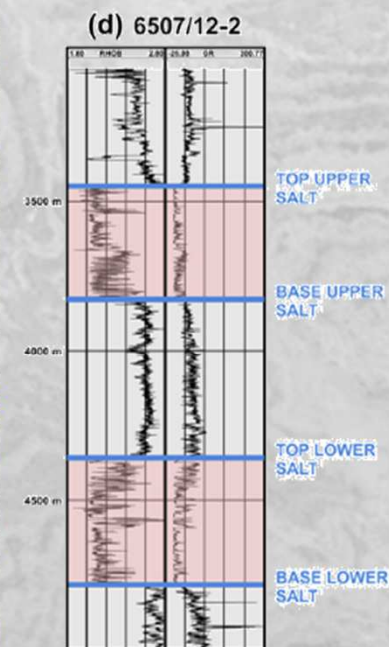 (d) 6507/12-2
1.80 RHOB 2.80 -25.00 GR 300.77
TOP UPPER
SALT
3500 m
BASE UPPER
SALT
4000 m
TOP LOWER
SALT
4500 m
BASE LOWER
SALT